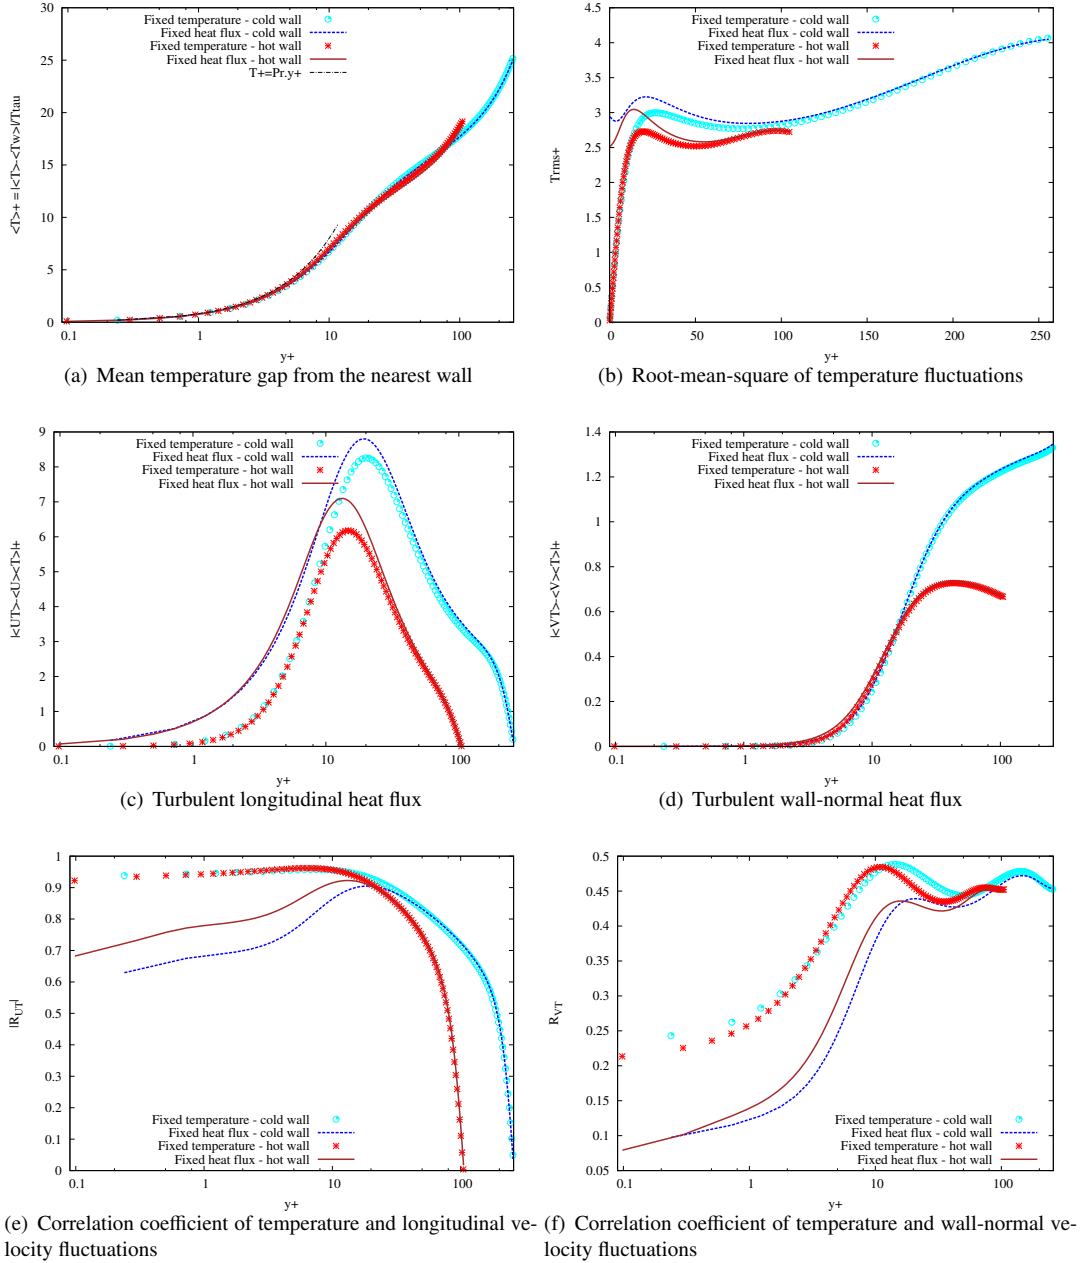 30
25
20
15
10
5
0
0.1
1
10
100
<T>+ = |<T>-<Tw>|/Ttau
y+
Fixed temperature - cold wall
Fixed heat flux - cold wall
Fixed temperature - hot wall
Fixed heat flux - hot wall
T+=Pr.y+
(a) Mean temperature gap from the nearest wall
4.5
4
3.5
3
2.5
2
1.5
1
0.5
0
0
50
100
150
200
250
Trms+
y+
Fixed temperature - cold wall
Fixed heat flux - cold wall
Fixed temperature - hot wall
Fixed heat flux - hot wall
(b) Root-mean-square of temperature fluctuations
9
8
7
6
5
4
3
2
1
0
0.1
1
10
100
|<UT>-<U><T>|+
y+
Fixed temperature - cold wall
Fixed heat flux - cold wall
Fixed temperature - hot wall
Fixed heat flux - hot wall
(c) Turbulent longitudinal heat flux
1.4
1.2
1
0.8
0.6
0.4
0.2
0
0.1
1
10
100
|<VT>-<V><T>|+
y+
Fixed temperature - cold wall
Fixed heat flux - cold wall
Fixed temperature - hot wall
Fixed heat flux - hot wall
(d) Turbulent wall-normal heat flux
1
0.9
0.8
0.7
0.6
0.5
0.4
0.3
0.2
0.1
0
0.1
1
10
100
|R_UT|
y+
Fixed temperature - cold wall
Fixed heat flux - cold wall
Fixed temperature - hot wall
Fixed heat flux - hot wall
(e) Correlation coefficient of temperature and longitudinal ve-
locity fluctuations
0.5
0.45
0.4
0.35
0.3
0.25
0.2
0.15
0.1
0.05
0.1
1
10
100
R_VT
y+
Fixed temperature - cold wall
Fixed heat flux - cold wall
Fixed temperature - hot wall
Fixed heat flux - hot wall
(f) Correlation coefficient of temperature and wall-normal ve-
locity fluctuations